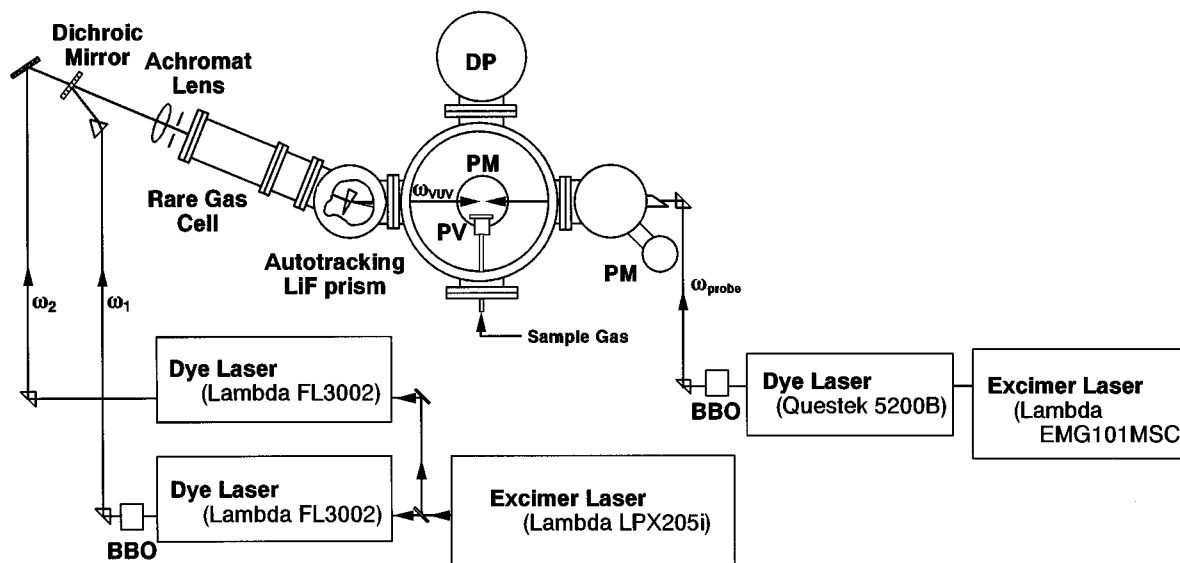 Dichroic
Mirror
Achromat
Lens
DP
PM
ωVUV
PV
Rare Gas
Cell
Autotracking
LiF prism
PM
ωprobe
ω2
ω1
Sample Gas
Dye Laser
(Lambda FL3002)
BBO
Dye Laser
(Questek 5200B)
Excimer Laser
(Lambda
EMG101MSC
Dye Laser
(Lambda FL3002)
BBO
Excimer Laser
(Lambda LPX205i)